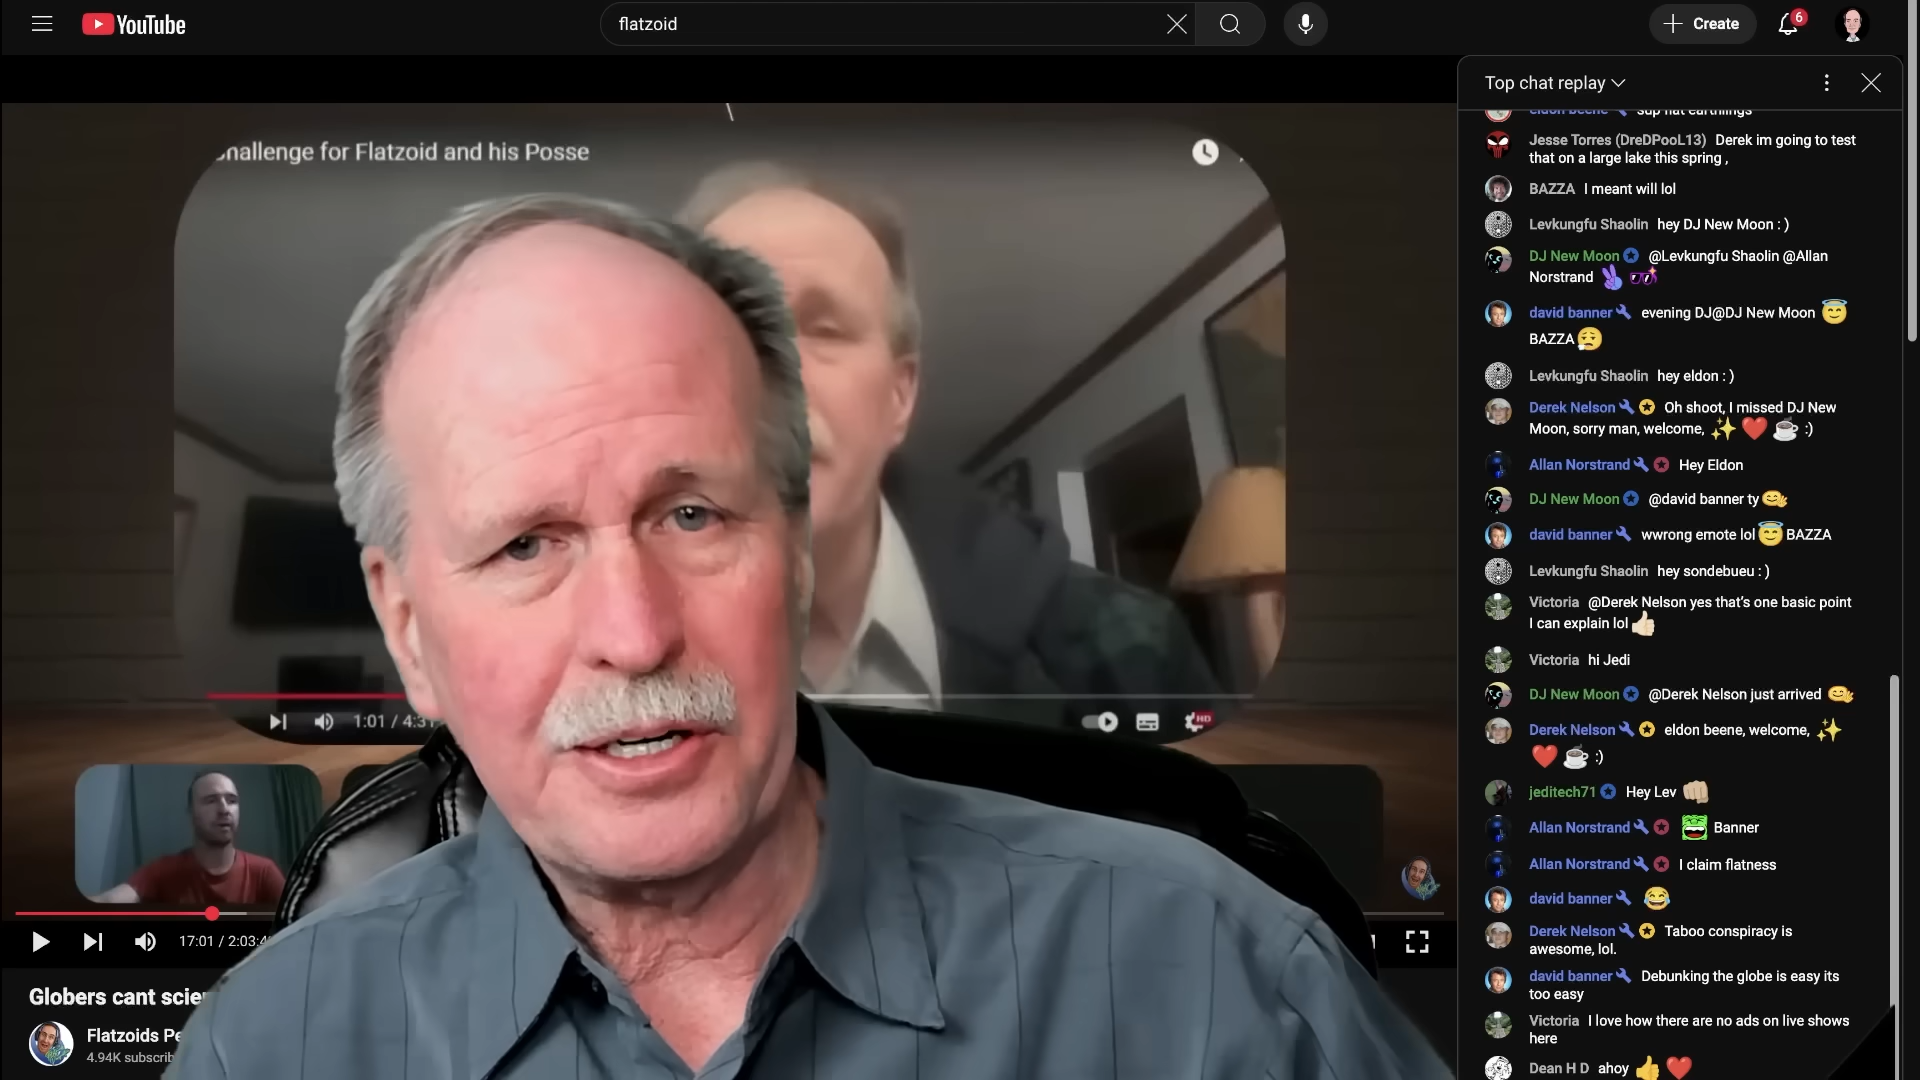 YouTube
flatzoid
Create
6
Top chat replay
eldon beene sup flat earthlings
Jesse Torres (DreDPooL13) Derek im going to test
that on a large lake this spring ,
BAZZA I meant will lol
Levkungfu Shaolin hey DJ New Moon : )
DJ New Moon @Levkungfu Shaolin @Allan
Norstrand
david banner evening DJ@DJ New Moon
BAZZA
Levkungfu Shaolin hey eldon : )
Derek Nelson Oh shoot, I missed DJ New
Moon, sorry man, welcome, :)
Allan Norstrand Hey Eldon
DJ New Moon @david banner ty
david banner wwrong emote lol BAZZA
Levkungfu Shaolin hey sondebueu : )
Victoria @Derek Nelson yes that's one basic point
I can explain lol
Victoria hi Jedi
DJ New Moon @Derek Nelson just arrived
Derek Nelson eldon beene, welcome,
:)
jeditech71 Hey Lev
Allan Norstrand Banner
Allan Norstrand I claim flatness
david banner
Derek Nelson Taboo conspiracy is
awesome, lol.
david banner Debunking the globe is easy its
too easy
Victoria I love how there are no ads on live shows
here
Dean H D ahoy
challenge for Flatzoid and his Posse
1:01 / 4:31
HD
17:01 / 2:03:4
Globers cant scie
Flatzoids Pe
4.94K subscrib